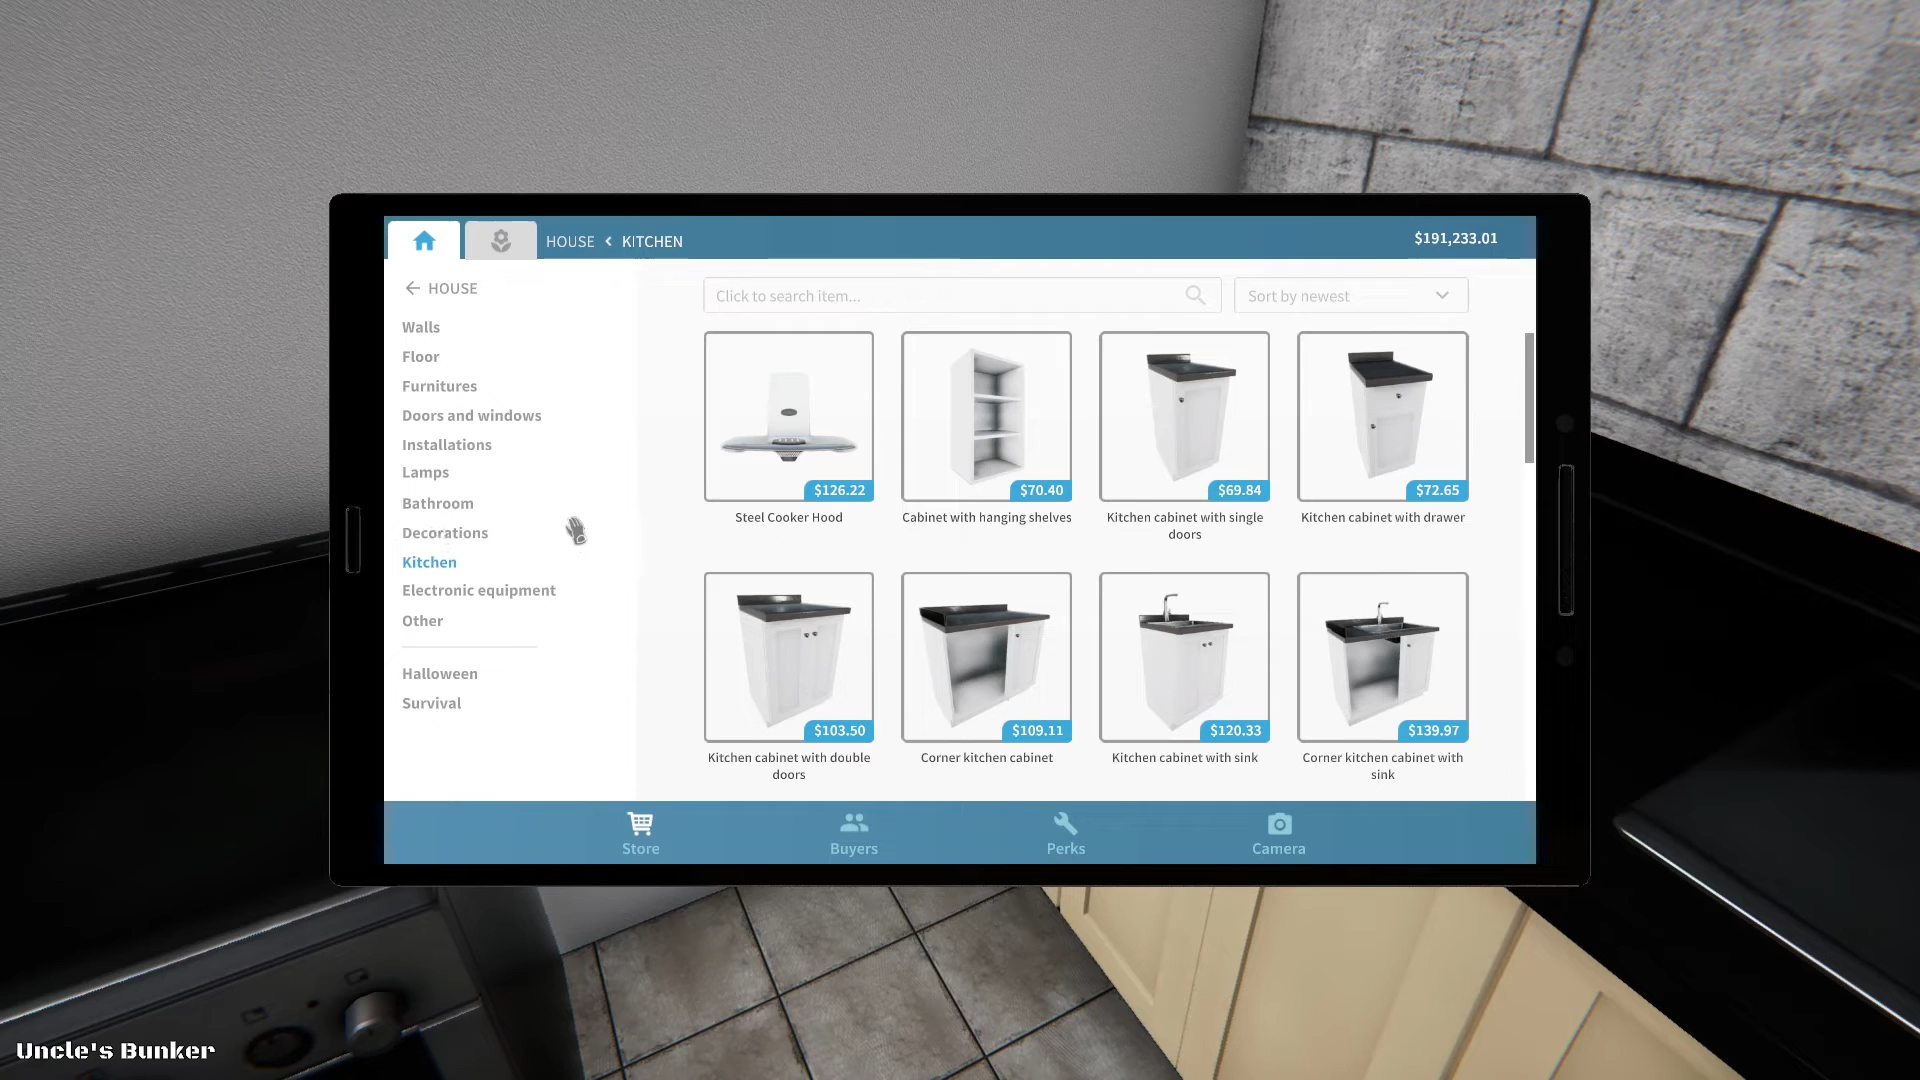 HOUSE < KITCHEN
$191,233.01
HOUSE
Click to search item...
Sort by newest
Walls
Floor
Furnitures
Doors and windows
Installations
Lamps
Bathroom
Decorations
Kitchen
Electronic equipment
Other
Halloween
Survival
$126.22
Steel Cooker Hood
$70.40
Cabinet with hanging shelves
$69.84
Kitchen cabinet with single
doors
$72.65
Kitchen cabinet with drawer
$103.50
Kitchen cabinet with double
doors
$109.11
Corner kitchen cabinet
$120.33
Kitchen cabinet with sink
$139.97
Corner kitchen cabinet with
sink
Store
Buyers
Perks
Camera
Uncle's Bunker